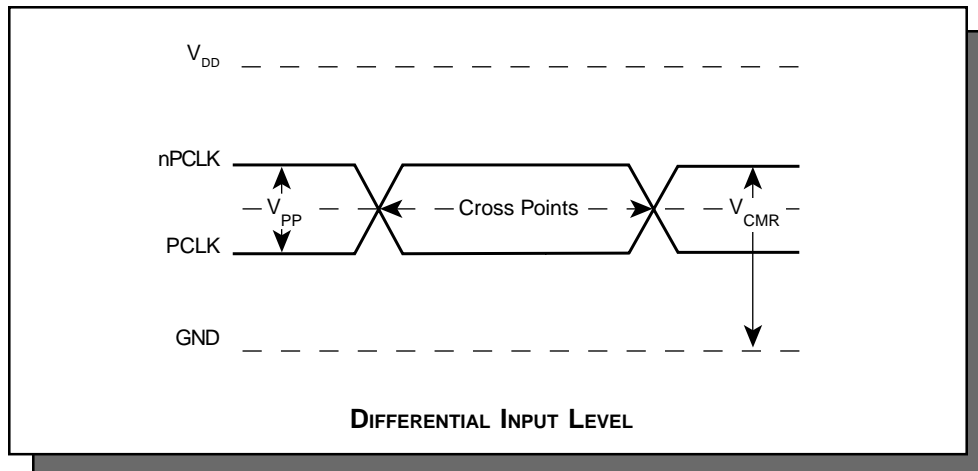 VDD
nPCLK
VPP
Cross Points
VCMR
PCLK
GND
DIFFERENTIAL INPUT LEVEL